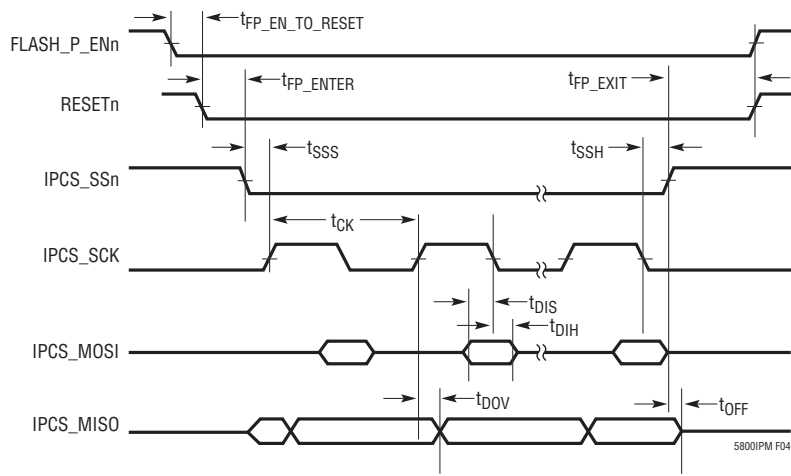 tFP_EN_TO_RESET
FLASH_P_ENn
tFP_ENTER
tFP_EXIT
RESETn
tSSS
tSSH
IPCS_SSn
tCK
IPCS_SCK
tDIS
tDIH
IPCS_MOSI
tDOV
tOFF
IPCS_MISO
5800IPM F04